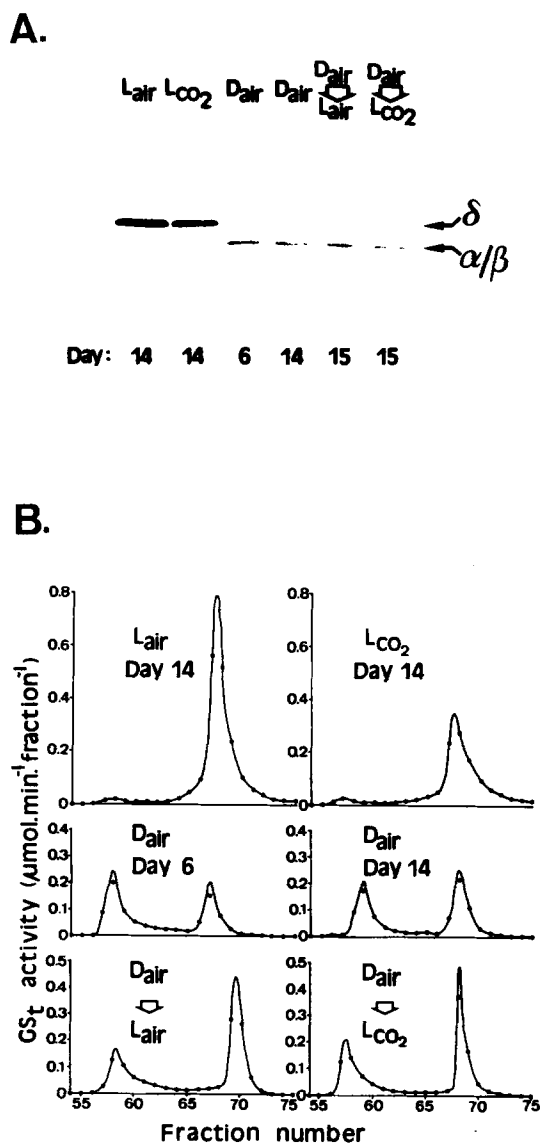 A.
Lair LCO2 Dair Dair Dair Dair
Lair LCO2
δ
α/β
Day: 14 14 6 14 15 15
B.
GSt activity (μmol.min-1.fraction-1)
0.8
0.6
0.4
0.2
0
Lair
Day 14
0.8
0.6
0.4
0.2
0
LCO2
Day 14
0.4
0.3
0.2
0.1
0
Dair
Day 6
0.4
0.3
0.2
0.1
0
Dair
Day 14
0.5
0.4
0.3
0.2
0.1
0
Dair
Lair
55 60 65 70 75
0.5
0.4
0.3
0.2
0.1
0
Dair
LCO2
55 60 65 70 75
Fraction number